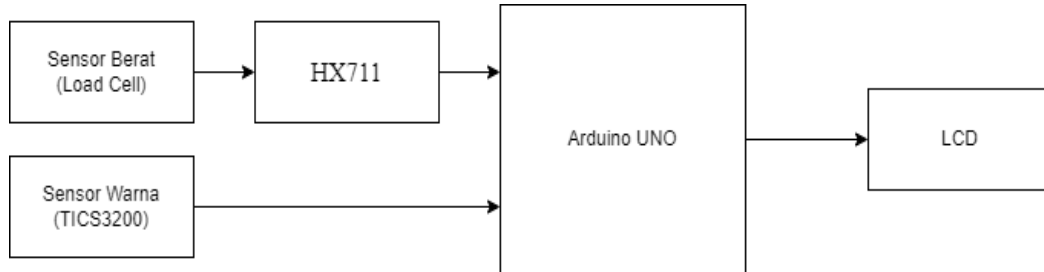 Sensor Berat
(Load Cell)
HX711
Arduino UNO
LCD
Sensor Warna
(TICS3200)